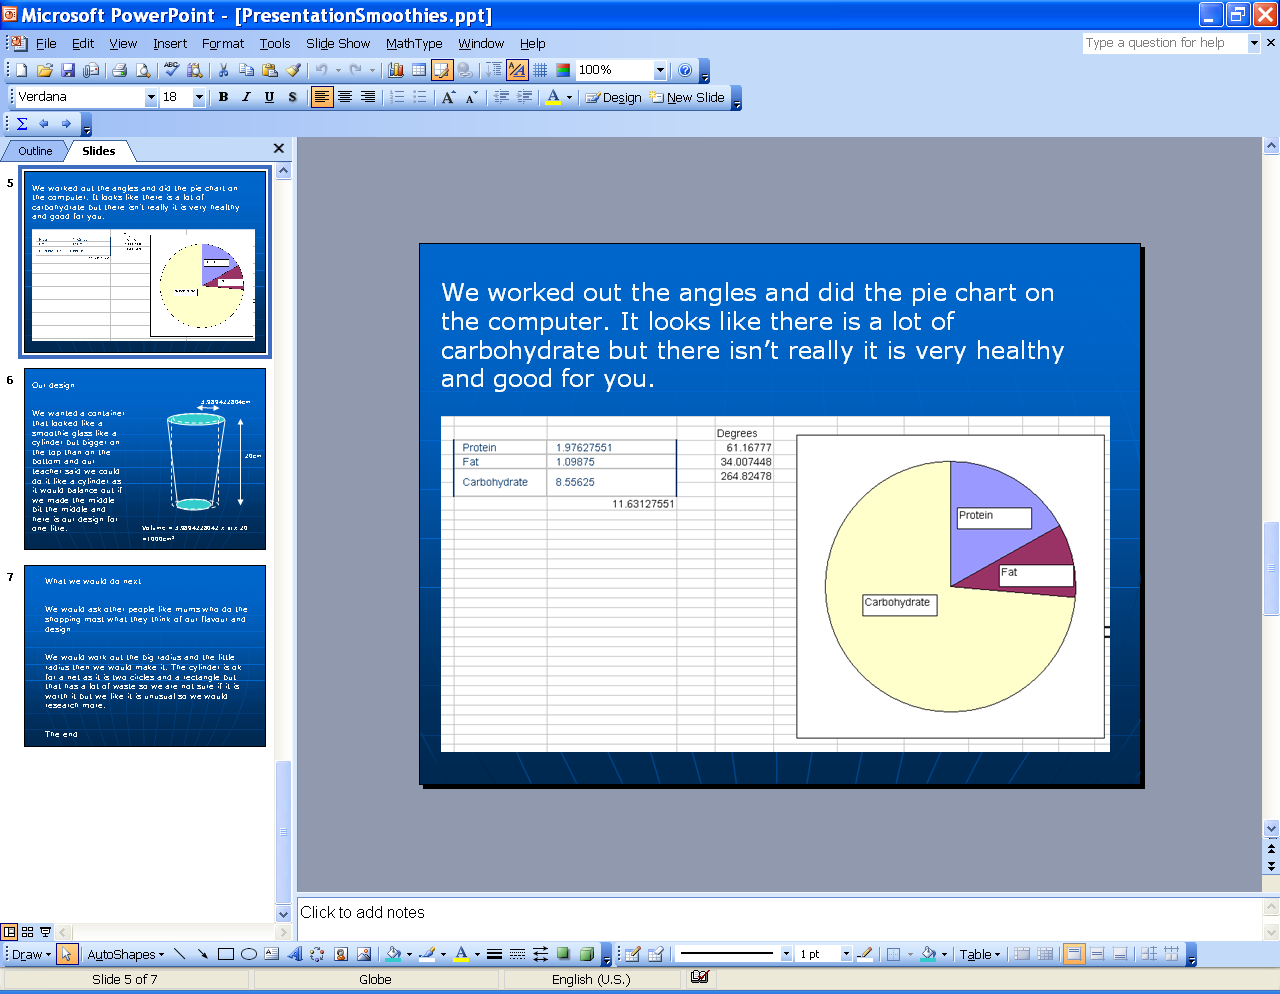 Microsoft PowerPoint - [PresentationSmoothies.ppt]
File Edit View Insert Format Tools Slide Show MathType Window Help
Type a question for help
100%
Verdana 18 B I U S A A A Design New Slide
Σ
Outline Slides
5
We worked out the angles and did the pie chart on
the computer. It looks like there is a lot of
carbohydrate but there isn't really it is very healthy
and good for you.
6
Our design
We wanted a container
that looked like a
smoothie glass like a
cylinder but bigger on
the top than on the
bottom and our
teacher said we could
do it like a cylinder as
it would balance out if
we made the middle
bit the middle and
here is our design for
one litre.
3.989422804cm
20cm
Volume = 3.9894228042 x π x 20
=1000cm³
7
What we would do next
We would ask other people like mums who do the
shopping most what they think of our flavour and
design
We would work out the big radius and the little
radius then we would make it. The cylinder is ok
for a net as it is two circles and a rectangle but
that has a lot of waste so we are not sure if it is
worth it but we like it is unusual so we would
research more.
The end
We worked out the angles and did the pie chart on
the computer. It looks like there is a lot of
carbohydrate but there isn't really it is very healthy
and good for you.
Degrees
Protein 1.97627551 61.16777
Fat 1.09875 34.007448
Carbohydrate 8.55625 264.82478
11.63127551
Protein
Fat
Carbohydrate
Click to add notes
Draw AutoShapes A 1 pt Table
Slide 5 of 7 Globe English (U.S.)